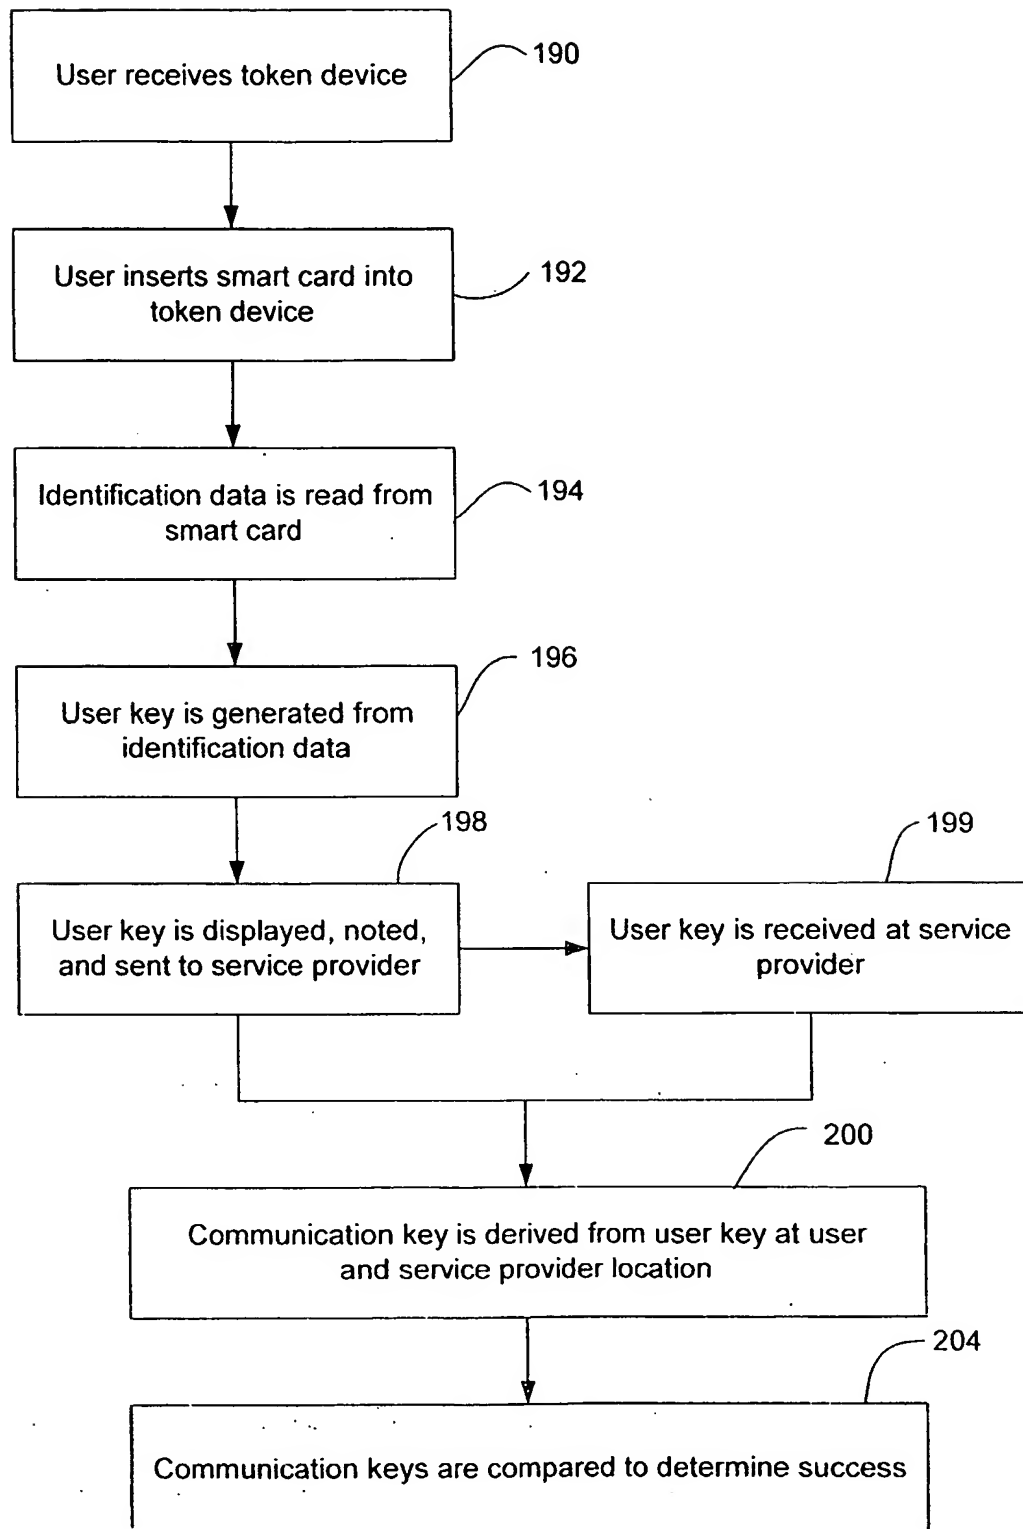 User receives token device
190
User inserts smart card into
token device
192
Identification data is read from
smart card
194
User key is generated from
identification data
196
198
199
User key is displayed, noted,
and sent to service provider
User key is received at service
provider
200
Communication key is derived from user key at user
and service provider location
204
Communication keys are compared to determine success